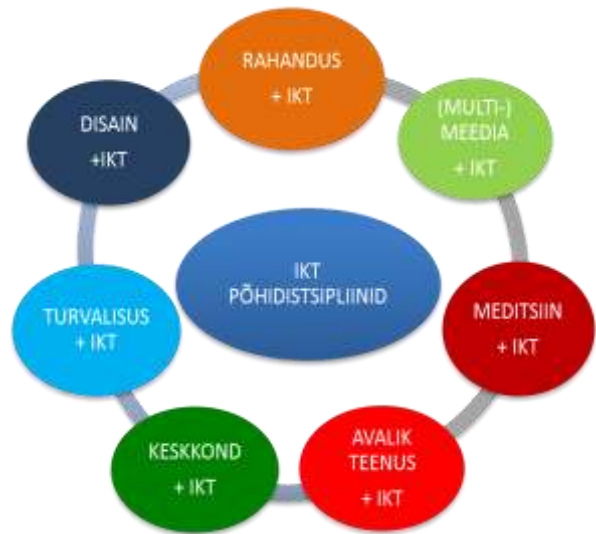 RAHANDUS
+ IKT
(MULTI-)
MEEDIA
+ IKT
MEDITSIIN
+ IKT
AVALIK
TEENUS
+ IKT
KESKKOND
+ IKT
TURVALISUS
+ IKT
DISAIN
+IKT
IKT
PÕHIDISTSIPLIINID